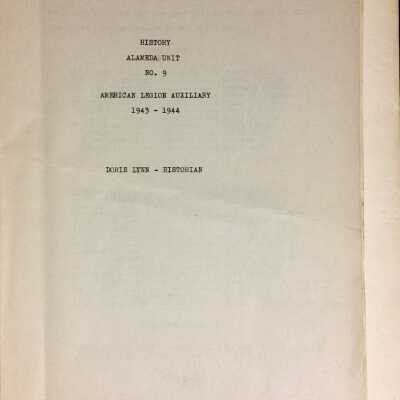 HISTORY
ALAMEDA UNIT
NO. 9
AMERICAN LEGION AUXILIARY
1943 - 1944
DORIS LYNN - HISTORIAN